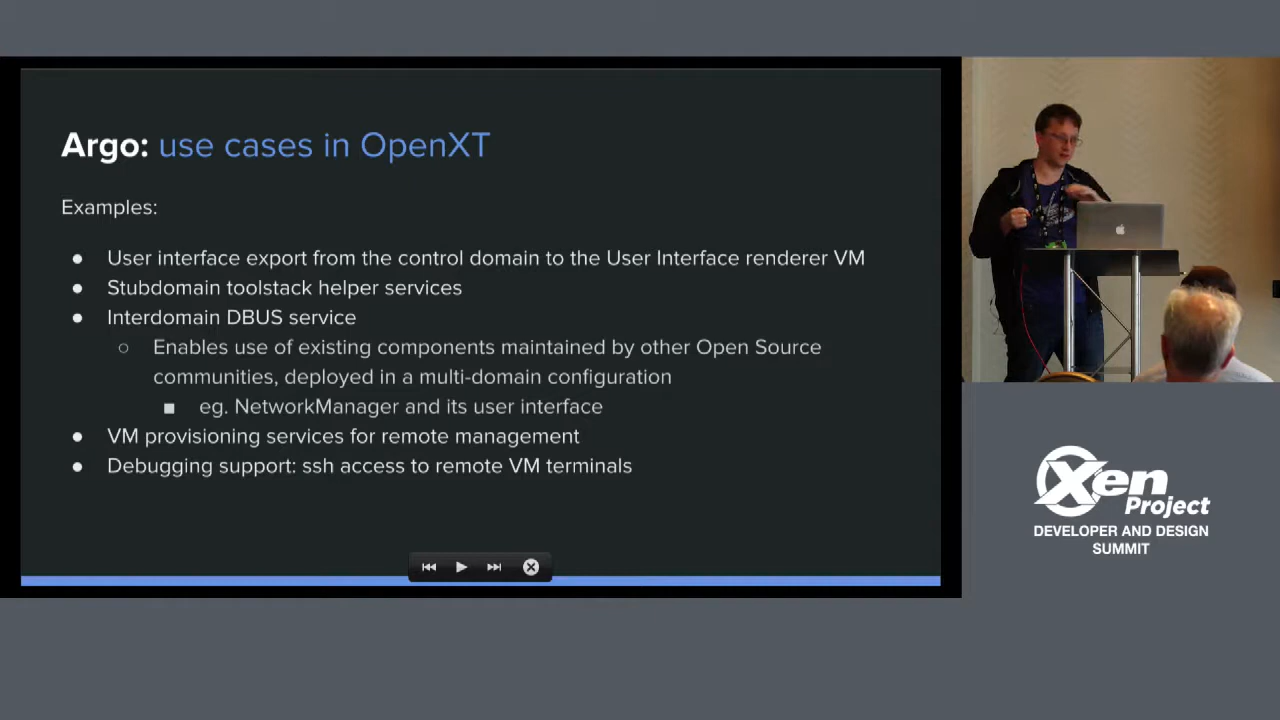 Argo: use cases in OpenXT
Examples:
● User interface export from the control domain to the User Interface renderer VM
● Stubdomain toolstack helper services
● Interdomain DBUS service
○ Enables use of existing components maintained by other Open Source
communities, deployed in a multi-domain configuration
■ eg. NetworkManager and its user interface
● VM provisioning services for remote management
● Debugging support: ssh access to remote VM terminals
Xen
Project
DEVELOPER AND DESIGN
SUMMIT